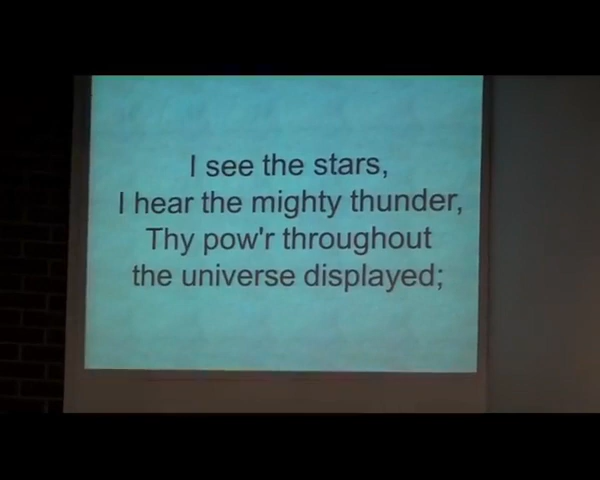 I see the stars,
I hear the mighty thunder,
Thy pow'r throughout
the universe displayed;